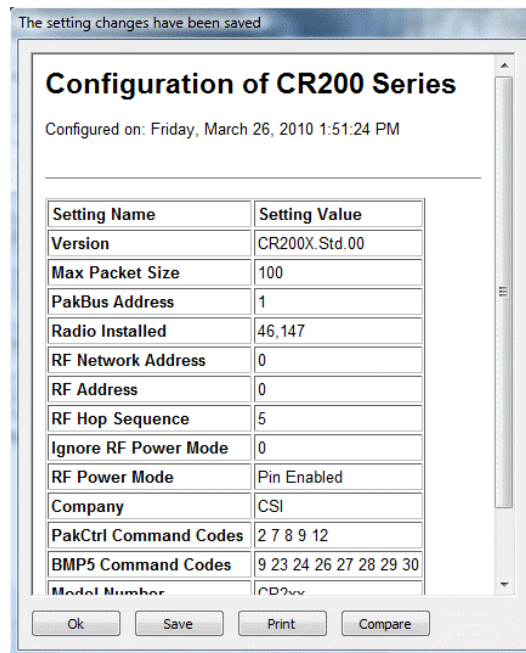 The setting changes have been saved
Configuration of CR200 Series
Configured on: Friday, March 26, 2010 1:51:24 PM
Setting Name Setting Value
Version CR200X.Std.00
Max Packet Size 100
PakBus Address 1
Radio Installed 46,147
RF Network Address 0
RF Address 0
RF Hop Sequence 5
Ignore RF Power Mode 0
RF Power Mode Pin Enabled
Company CSI
PakCtrl Command Codes 2 7 8 9 12
BMP5 Command Codes 9 23 24 26 27 28 29 30
Model Number CR2xx
Ok Save Print Compare